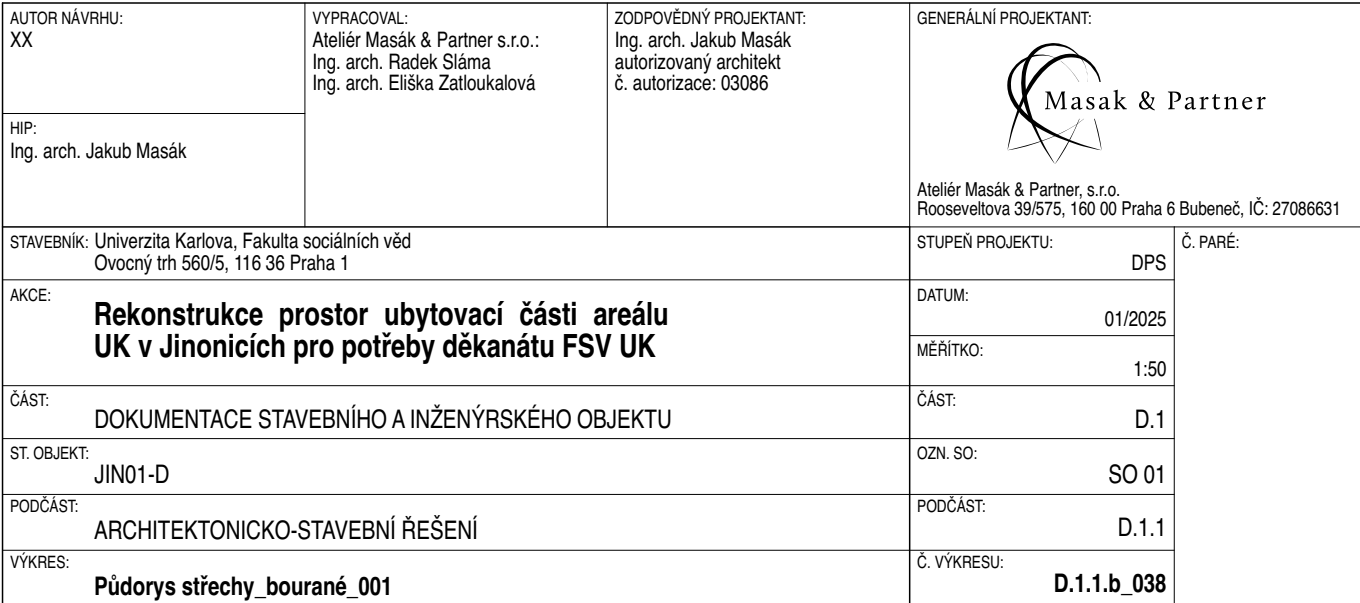 AUTOR NÁVRHU:
XX
HIP:
Ing. arch. Jakub Masák
VYPRACOVAL:
Ateliér Masák & Partner s.r.o.:
Ing. arch. Radek Sláma
Ing. arch. Eliška Zatloukalová
ZODPOVĚDNÝ PROJEKTANT:
Ing. arch. Jakub Masák
autorizovaný architekt
č. autorizace: 03086
GENERÁLNÍ PROJEKTANT:
Masak & Partner
Ateliér Masák & Partner, s.r.o.
Rooseveltova 39/575, 160 00 Praha 6 Bubeneč, IČ: 27086631
STAVEBNÍK: Univerzita Karlova, Fakulta sociálních věd
Ovocný trh 560/5, 116 36 Praha 1
STUPEŇ PROJEKTU:
DPS
Č. PARÉ:
AKCE:
Rekonstrukce prostor ubytovací části areálu
UK v Jinonicích pro potřeby děkanátu FSV UK
DATUM:
01/2025
MĚŘÍTKO:
1:50
ČÁST:
DOKUMENTACE STAVEBNÍHO A INŽENÝRSKÉHO OBJEKTU
ČÁST:
D.1
ST. OBJEKT:
JIN01-D
OZN. SO:
SO 01
PODČÁST:
ARCHITEKTONICKO-STAVEBNÍ ŘEŠENÍ
PODČÁST:
D.1.1
VÝKRES:
Půdorys střechy_bourané_001
Č. VÝKRESU:
D.1.1.b_038